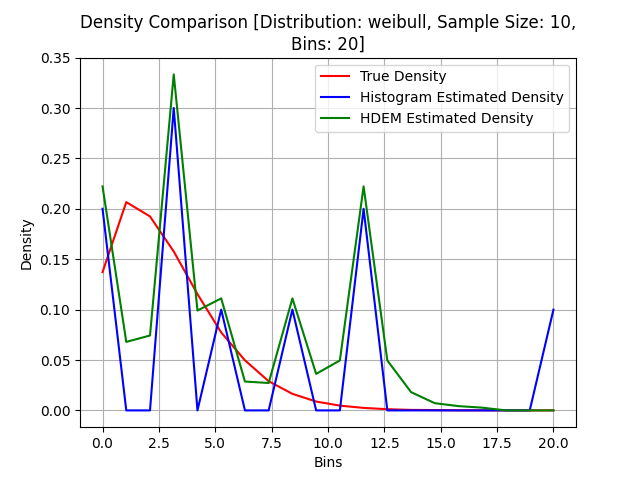 Density Comparison [Distribution: weibull, Sample Size: 10,
Bins: 20]
True Density
Histogram Estimated Density
HDEM Estimated Density
Density
0.35
0.30
0.25
0.20
0.15
0.10
0.05
0.00
0.0 2.5 5.0 7.5 10.0 12.5 15.0 17.5 20.0
Bins